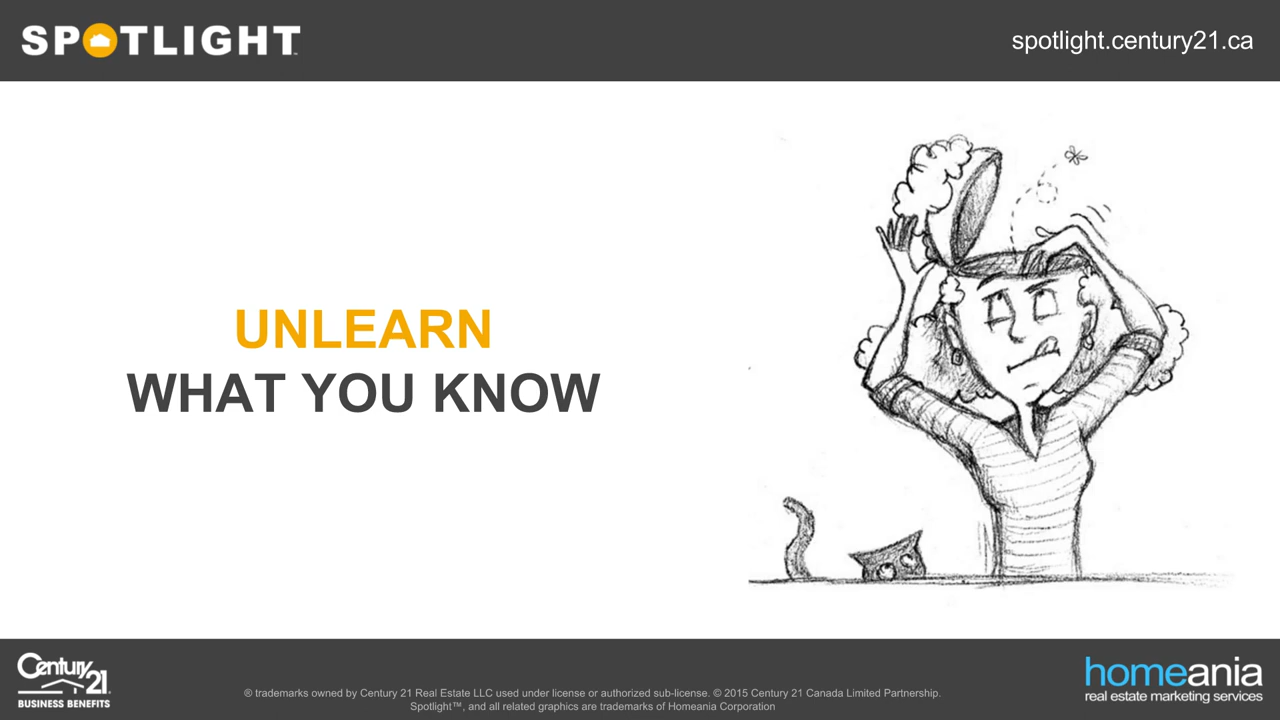 SPOTLIGHT™
spotlight.century21.ca
UNLEARN
WHAT YOU KNOW
Century 21®
BUSINESS BENEFITS
® trademarks owned by Century 21 Real Estate LLC used under license or authorized sub-license. © 2015 Century 21 Canada Limited Partnership.
Spotlight™, and all related graphics are trademarks of Homeania Corporation
homeania
real estate marketing services